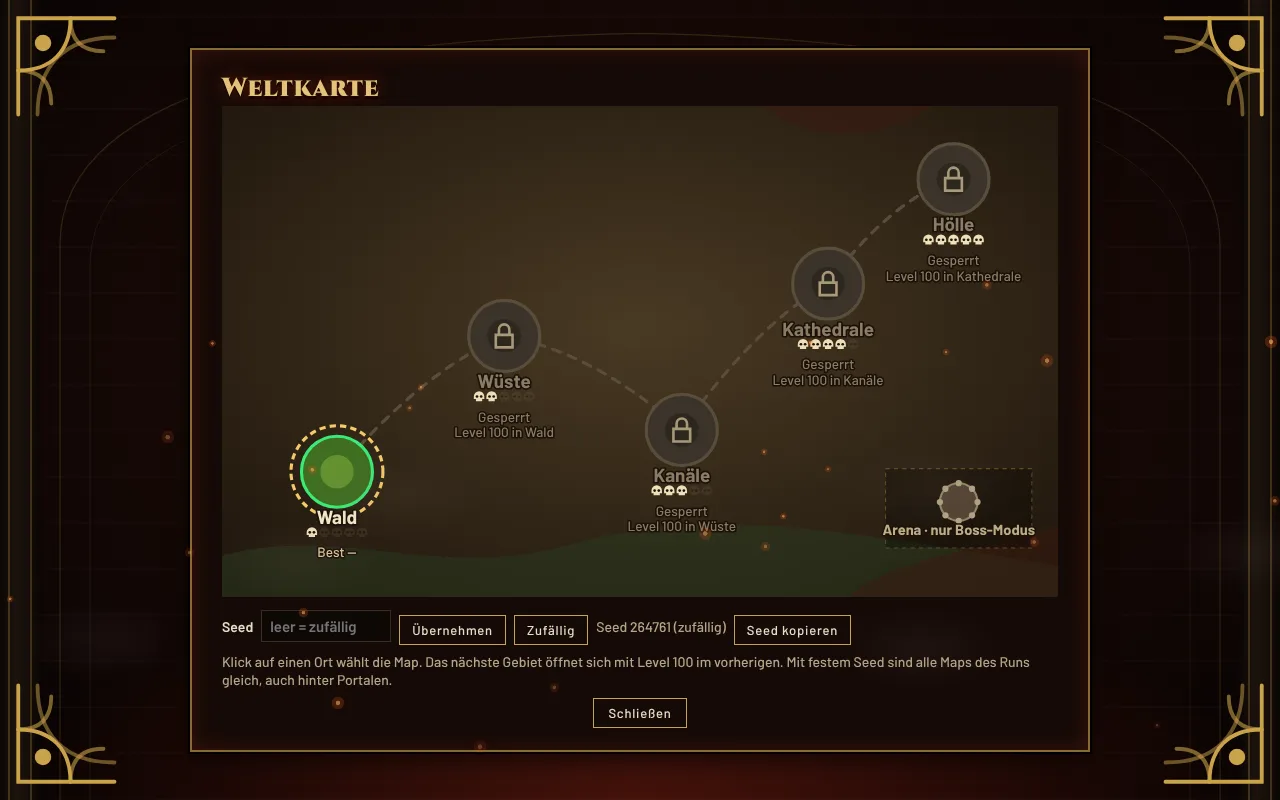 Weltkarte
Hölle
Gesperrt
Level 100 in Kathedrale
Kathedrale
Gesperrt
Level 100 in Kanäle
Wüste
Gesperrt
Level 100 in Wald
Kanäle
Gesperrt
Level 100 in Wüste
Wald
Best –
Arena · nur Boss-Modus
Seed leer = zufällig Übernehmen Zufällig Seed 264761 (zufällig) Seed kopieren
Klick auf einen Ort wählt die Map. Das nächste Gebiet öffnet sich mit Level 100 im vorherigen. Mit festem Seed sind alle Maps des Runs
gleich, auch hinter Portalen.
Schließen